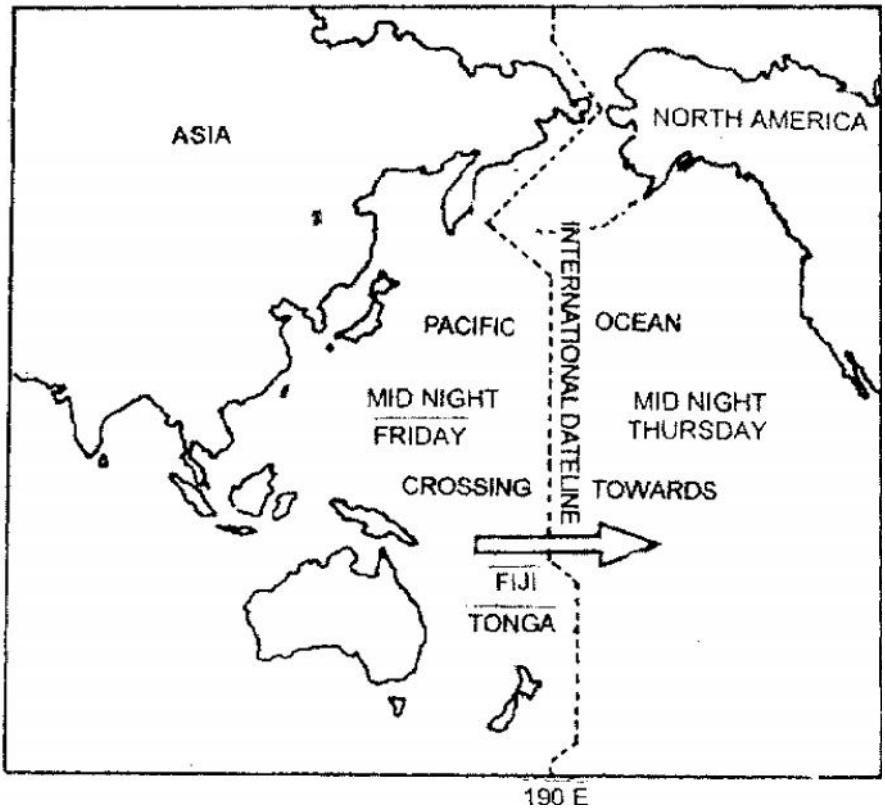 ASIA
NORTH AMERICA
INTERNATIONAL DATELINE
PACIFIC OCEAN
MID NIGHT
FRIDAY
MID NIGHT
THURSDAY
CROSSING TOWARDS
FIJI
TONGA
190 E